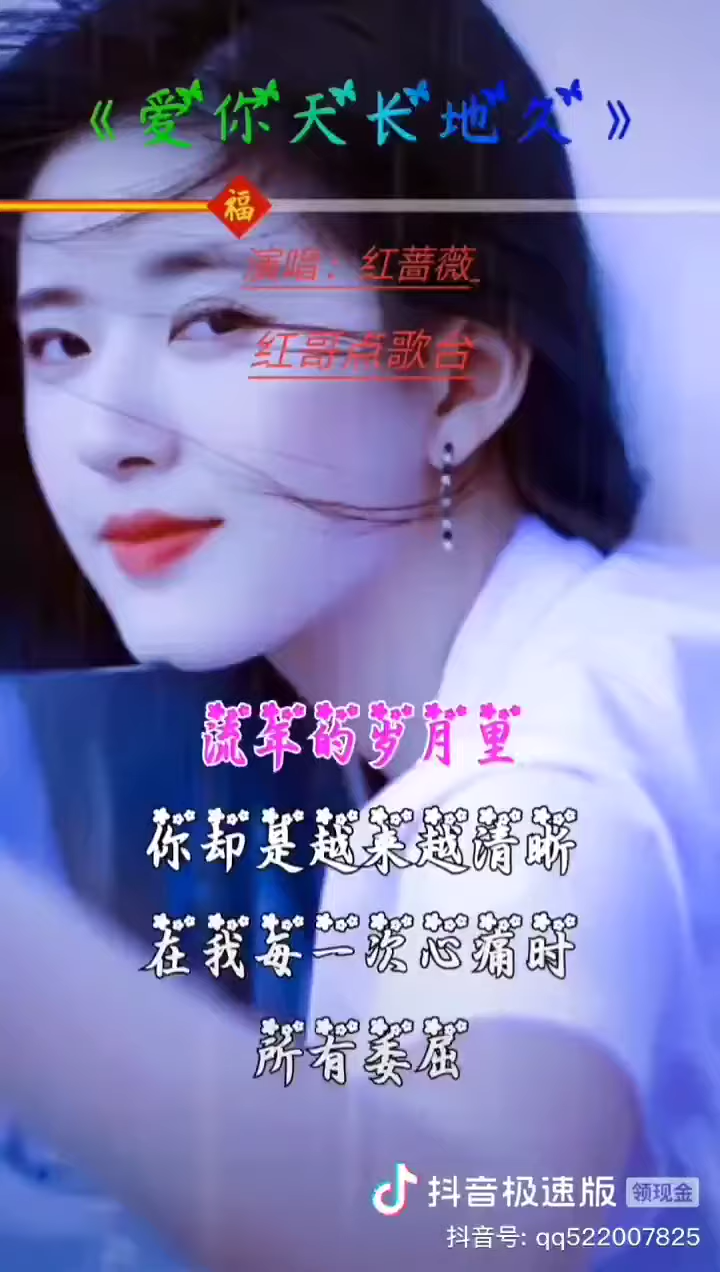 《爱你天长地久》
福
演唱：红蔷薇
红哥点歌台
流年的岁月里
你却是越来越清晰
在我每一次心痛时
所有委屈
抖音极速版 领现金
抖音号: qq522007825